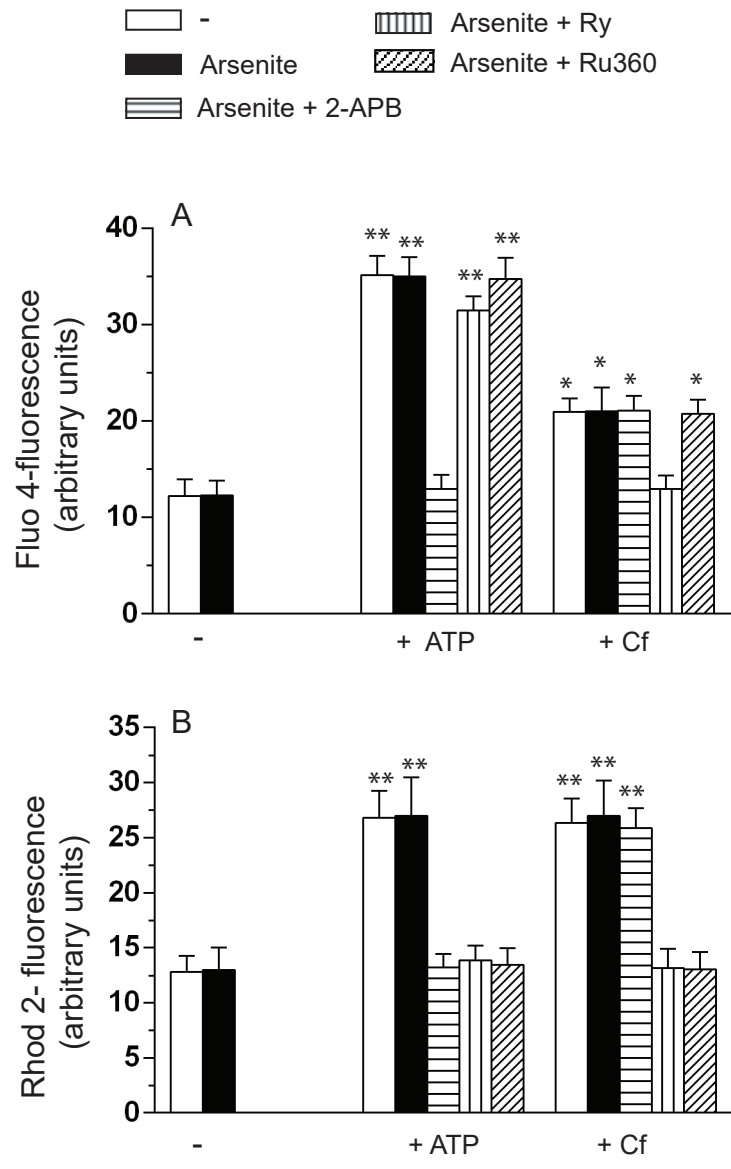 -
Arsenite
Arsenite + 2-APB
Arsenite + Ry
Arsenite + Ru360
A
Fluo 4-fluorescence
(arbitrary units)
40
30
20
10
0
** ** ** **
* * * *
- + ATP + Cf
B
Rhod 2- fluorescence
(arbitrary units)
35
30
25
20
15
10
5
0
** ** ** ** **
- + ATP + Cf